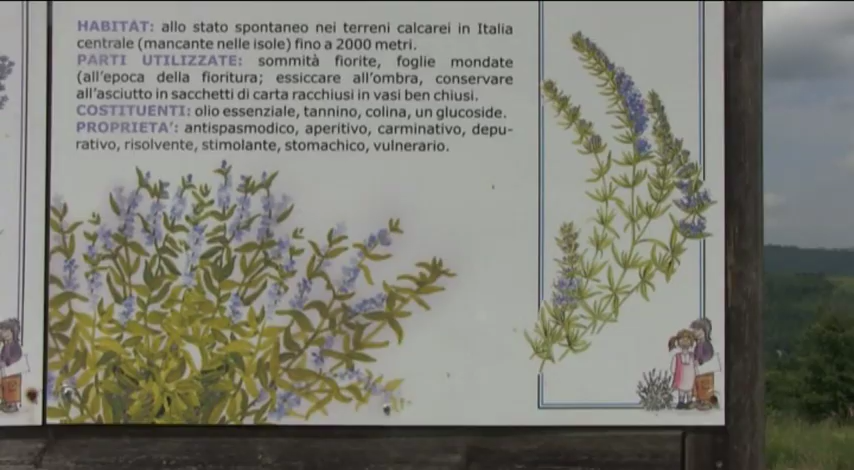 HABITAT: allo stato spontaneo nei terreni calcarei in Italia
centrale (mancante nelle isole) fino a 2000 metri.
PARTI UTILIZZATE: sommità fiorite, foglie mondate
(all'epoca della fioritura; essiccare all'ombra, conservare
all'asciutto in sacchetti di carta racchiusi in vasi ben chiusi.
COSTITUENTI: olio essenziale, tannino, colina, un glucoside.
PROPRIETA': antispasmodico, aperitivo, carminativo, depu-
rativo, risolvente, stimolante, stomachico, vulnerario.